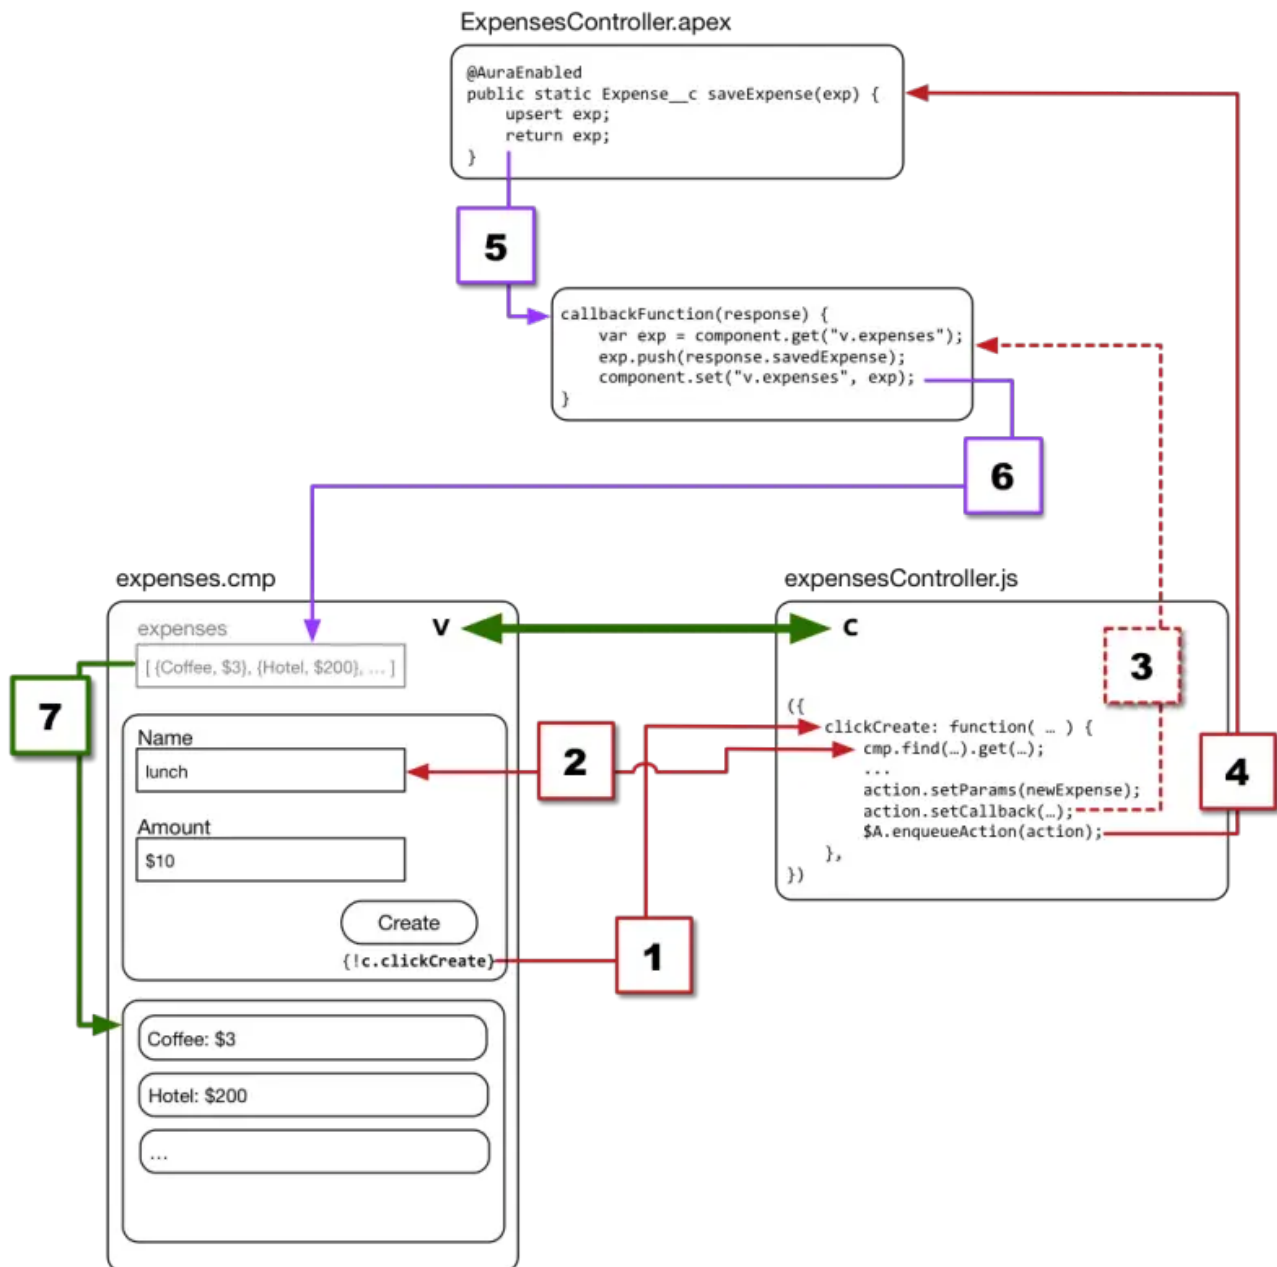 ExpensesController.apex
@AuraEnabled
public static Expense__c saveExpense(exp) {
upsert exp;
return exp;
}
5
callbackFunction(response) {
var exp = component.get("v.expenses");
exp.push(response.savedExpense);
component.set("v.expenses", exp);
}
6
expenses.cmp
expenses
V
[ {Coffee, $3}, {Hotel, $200}, ... ]
7
Name
lunch
Amount
$10
Create
{!c.clickCreate}
Coffee: $3
Hotel: $200
...
2
1
expensesController.js
C
3
({
clickCreate: function( … ) {
cmp.find(…).get(…);
...
action.setParams(newExpense);
action.setCallback(…);
$A.enqueueAction(action);
},
})
4